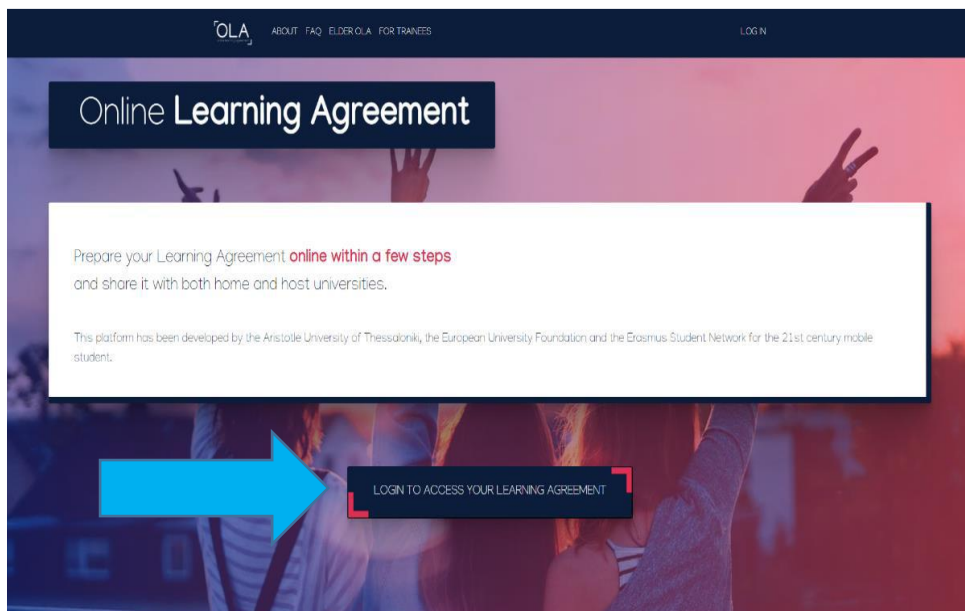 OLA
ABOUT FAQ ELDER OLA FOR TRAINEES
LOG IN
Online Learning Agreement
Prepare your Learning Agreement online within a few steps
and share it with both home and host universities.
This platform has been developed by the Aristotle University of Thessaloniki, the European University Foundation and the Erasmus Student Network for the 21st century mobile
student.
LOGIN TO ACCESS YOUR LEARNING AGREEMENT